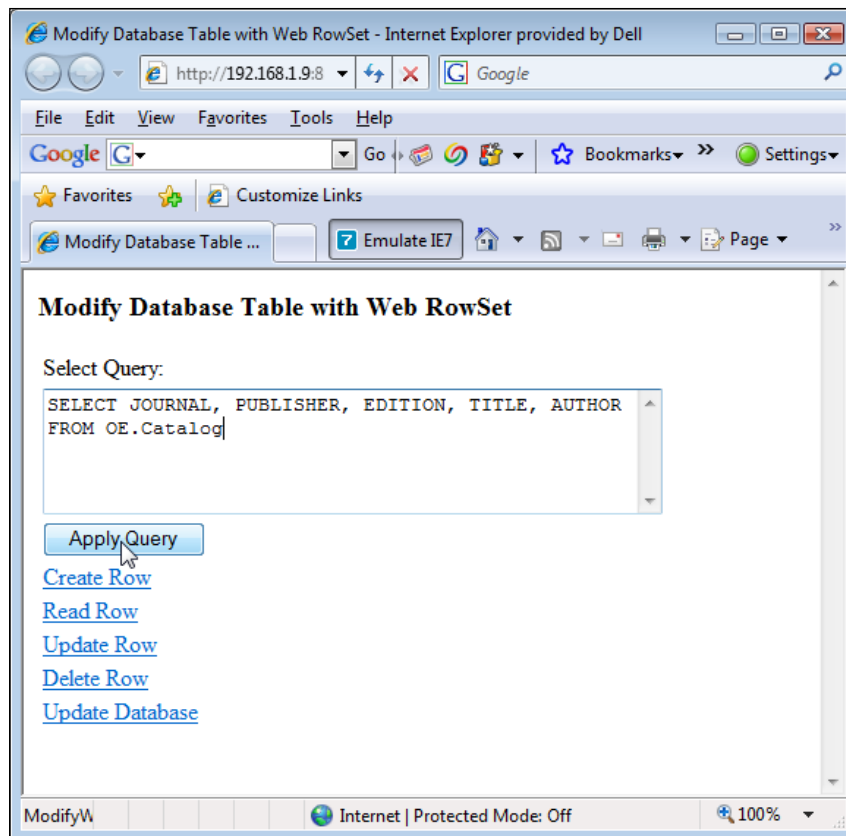 Modify Database Table with Web RowSet - Internet Explorer provided by Dell
http://192.168.1.9:8 Google
File Edit View Favorites Tools Help
Google G Go Bookmarks >> Settings
Favorites Customize Links
Modify Database Table ... 7 Emulate IE7 Page >>
Modify Database Table with Web RowSet
Select Query:
SELECT JOURNAL, PUBLISHER, EDITION, TITLE, AUTHOR
FROM OE.Catalog
Apply Query
Create Row
Read Row
Update Row
Delete Row
Update Database
ModifyW Internet | Protected Mode: Off 100%